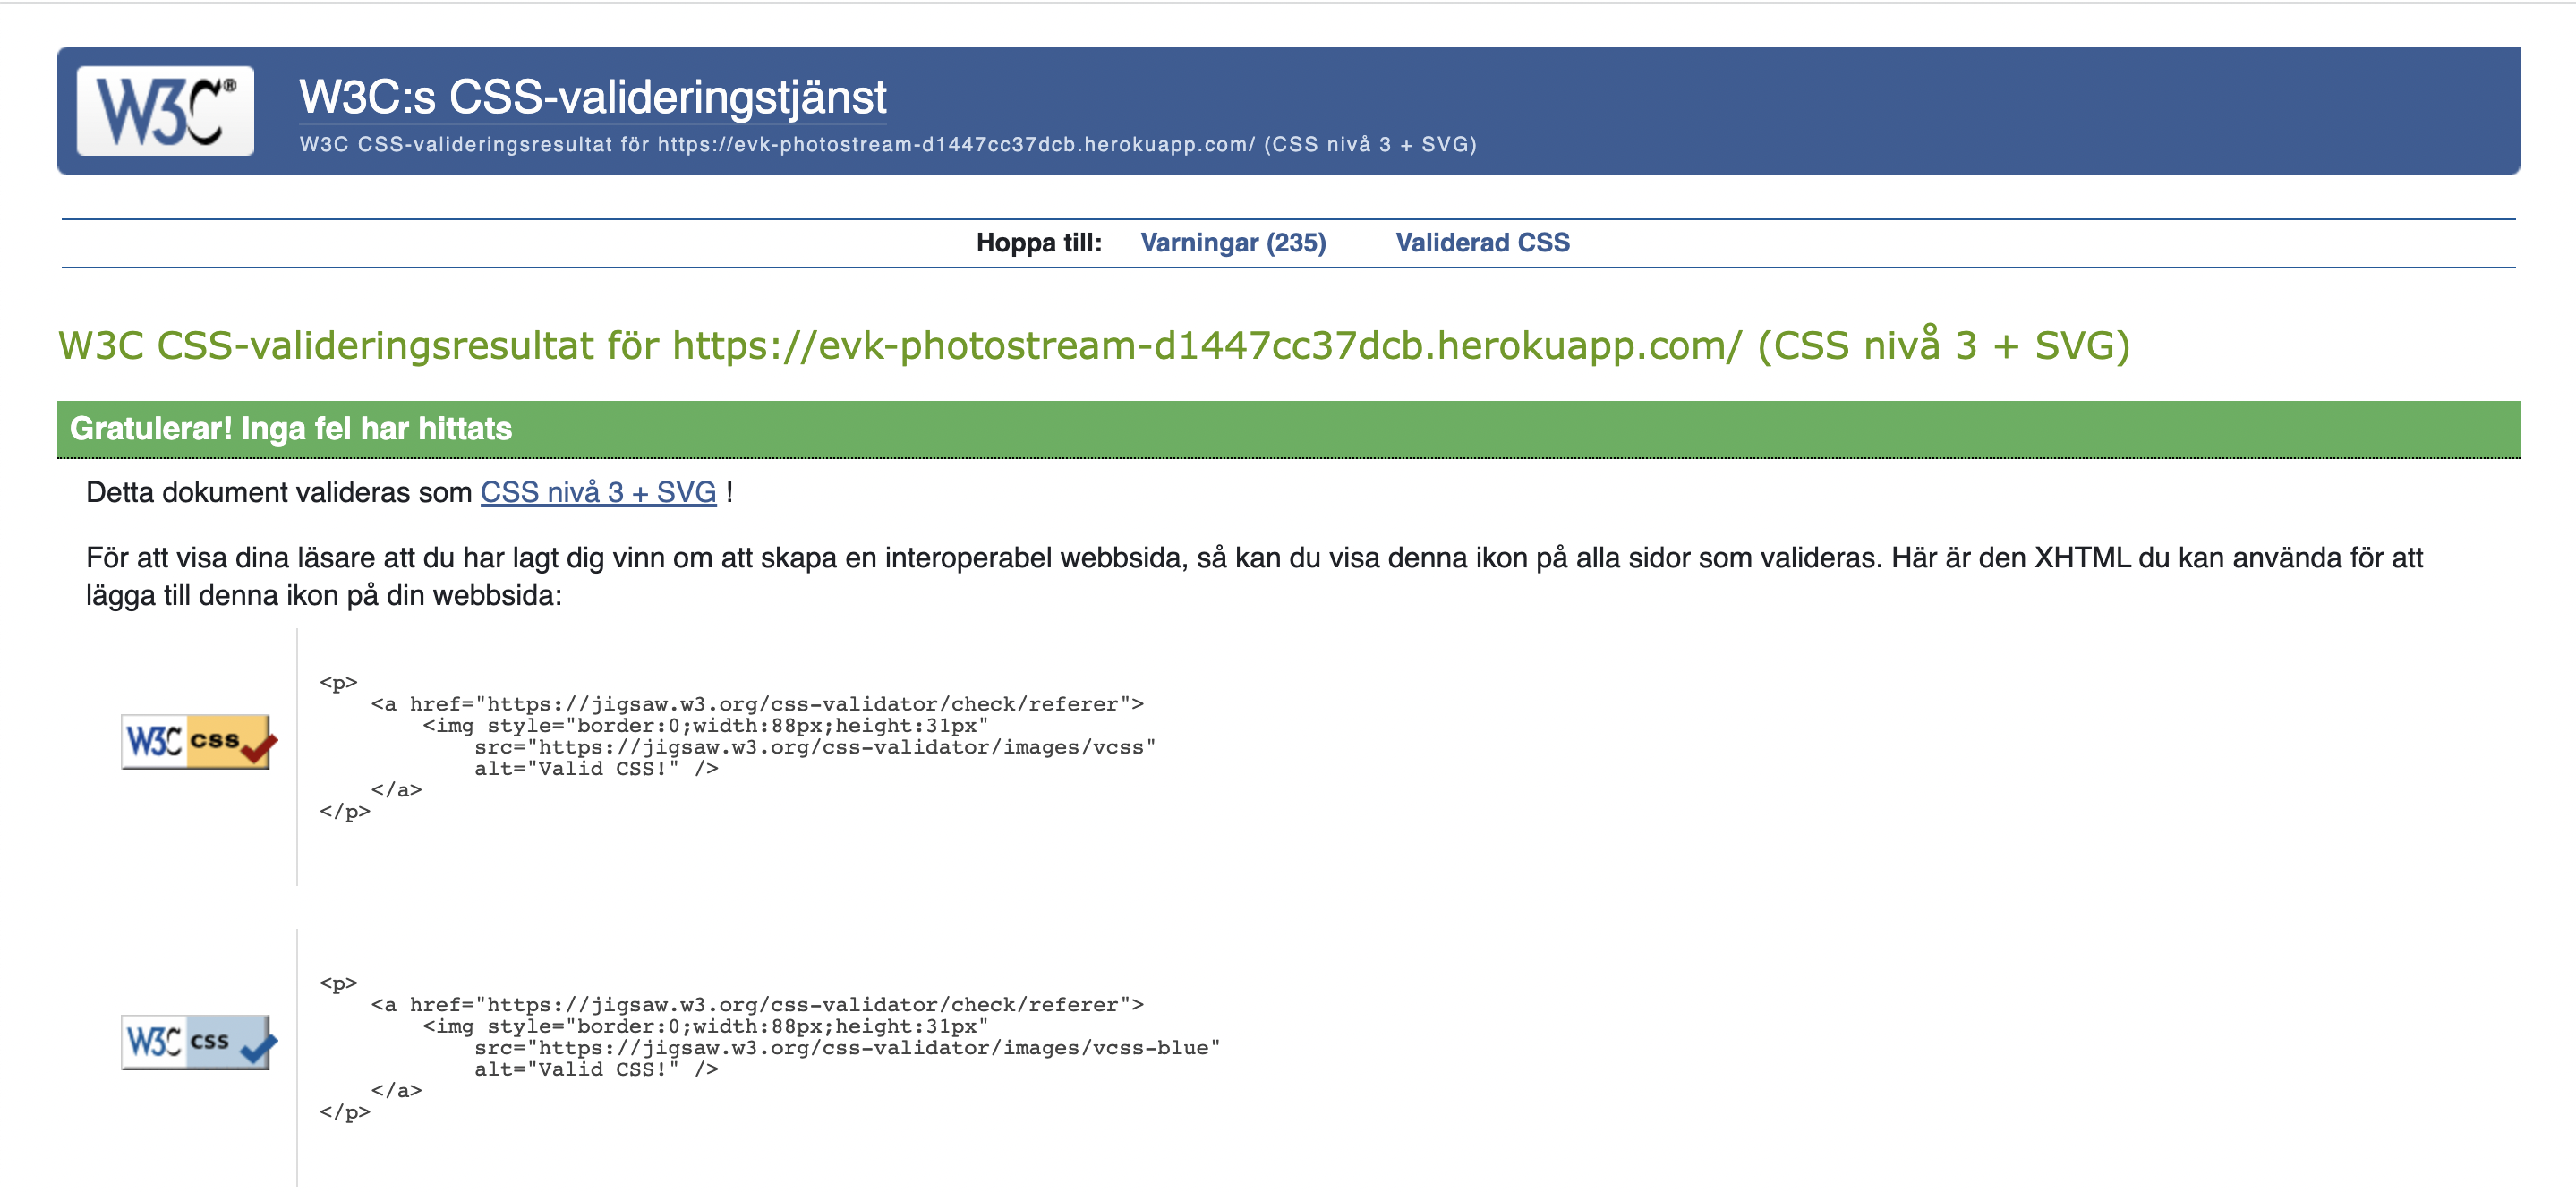 W3C®
W3C:s CSS-valideringstjänst
W3C CSS-valideringsresultat för https://evk-photostream-d1447cc37dcb.herokuapp.com/ (CSS nivå 3 + SVG)
Hoppa till: Varningar (235) Validerad CSS
W3C CSS-valideringsresultat för https://evk-photostream-d1447cc37dcb.herokuapp.com/ (CSS nivå 3 + SVG)
Gratulerar! Inga fel har hittats
Detta dokument valideras som CSS nivå 3 + SVG !
För att visa dina läsare att du har lagt dig vinn om att skapa en interoperabel webbsida, så kan du visa denna ikon på alla sidor som valideras. Här är den XHTML du kan använda för att
lägga till denna ikon på din webbsida:
W3C css
<p>
    <a href="https://jigsaw.w3.org/css-validator/check/referer">
        <img style="border:0;width:88px;height:31px"
            src="https://jigsaw.w3.org/css-validator/images/vcss"
            alt="Valid CSS!" />
    </a>
</p>
W3C css
<p>
    <a href="https://jigsaw.w3.org/css-validator/check/referer">
        <img style="border:0;width:88px;height:31px"
            src="https://jigsaw.w3.org/css-validator/images/vcss-blue"
            alt="Valid CSS!" />
    </a>
</p>